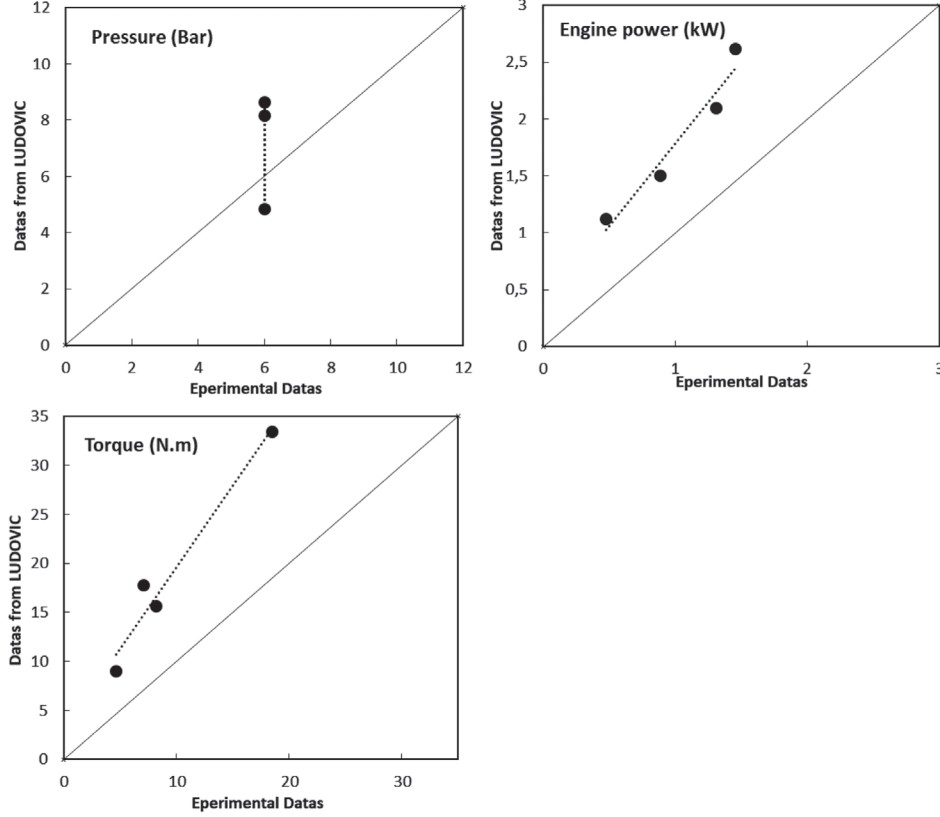 Pressure (Bar)
Datas from LUDOVIC
12
10
8
6
4
2
0
0 2 4 6 8 10 12
Eperimental Datas
Engine power (kW)
Datas from LUDOVIC
3
2,5
2
1,5
1
0,5
0
0 1 2 3
Eperimental Datas
Torque (N.m)
Datas from LUDOVIC
35
30
25
20
15
10
5
0
0 10 20 30
Eperimental Datas